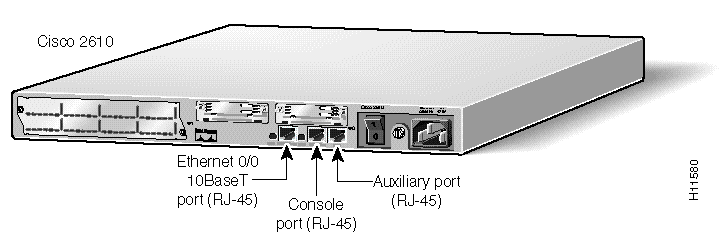 Cisco 2610
Ethernet 0/0
10BaseT
port (RJ-45)
Console
port (RJ-45)
Auxiliary port
(RJ-45)
H11580